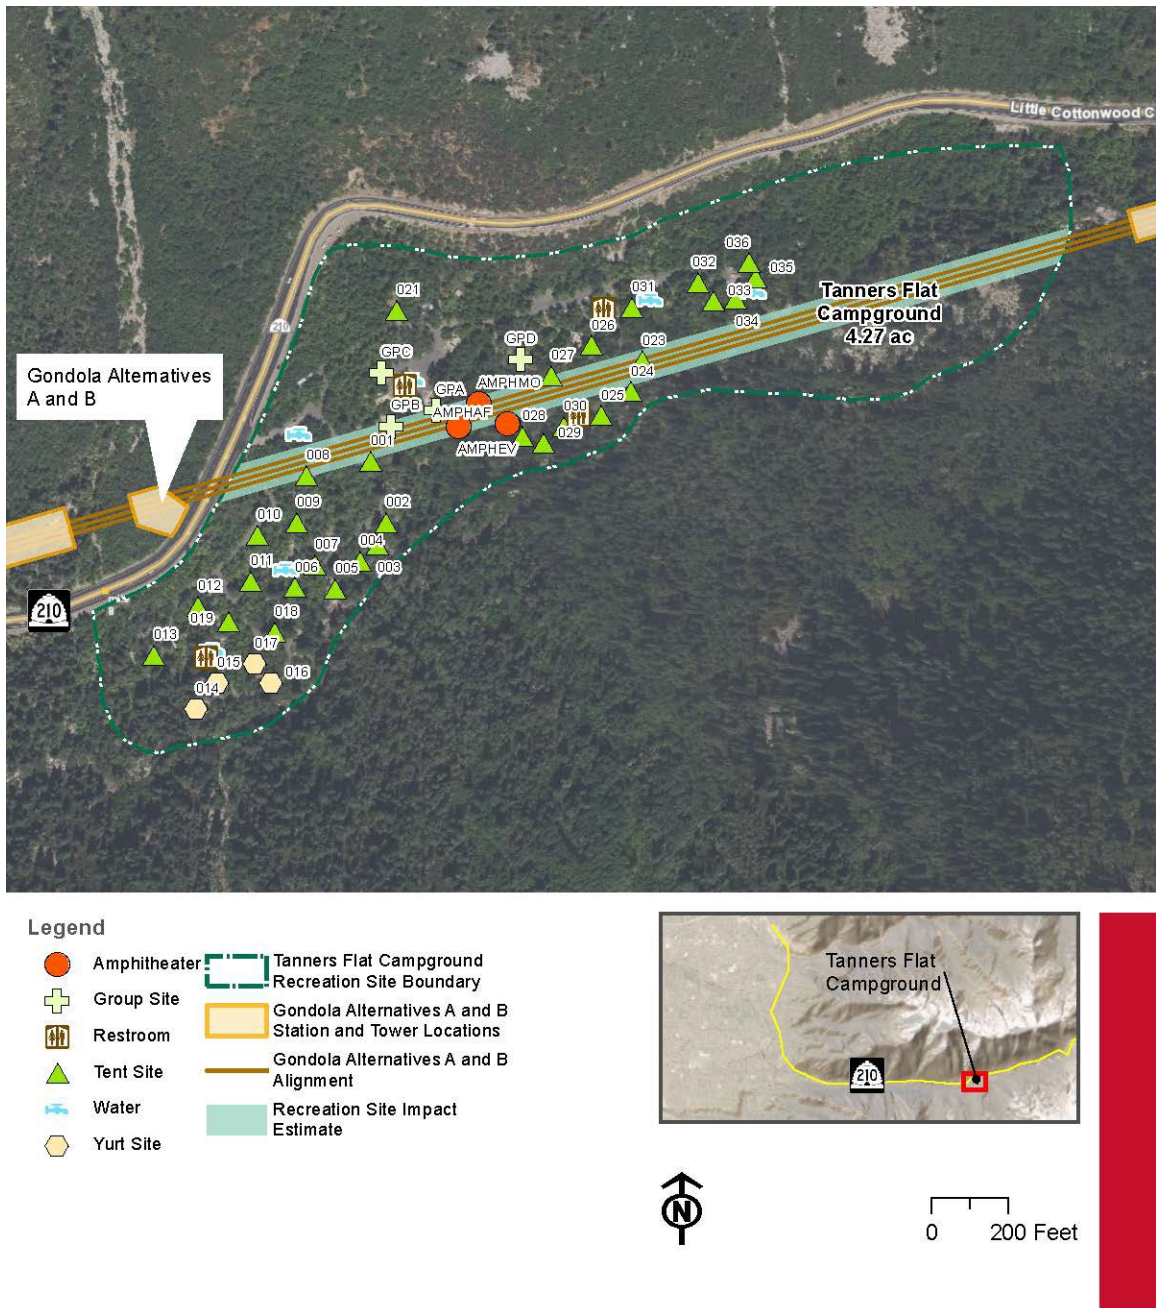 Little Cottonwood C
036
032
035
021
031
033
Tanners Flat
Campground
4.27 ac
034
026
GPD
023
GPC
027
024
Gondola Alternatives
A and B
GPA
AMPHMO
025
GPB
AMPHAF
028
030
029
001
AMPHEV
008
009
002
010
004
007
003
011
006
005
012
019
018
013
017
015
016
014
210
210
Legend
Amphitheater
Group Site
Restroom
Tent Site
Water
Yurt Site
Tanners Flat Campground
Recreation Site Boundary
Gondola Alternatives A and B
Station and Tower Locations
Gondola Alternatives A and B
Alignment
Recreation Site Impact
Estimate
Tanners Flat
Campground
210
N
0 200 Feet